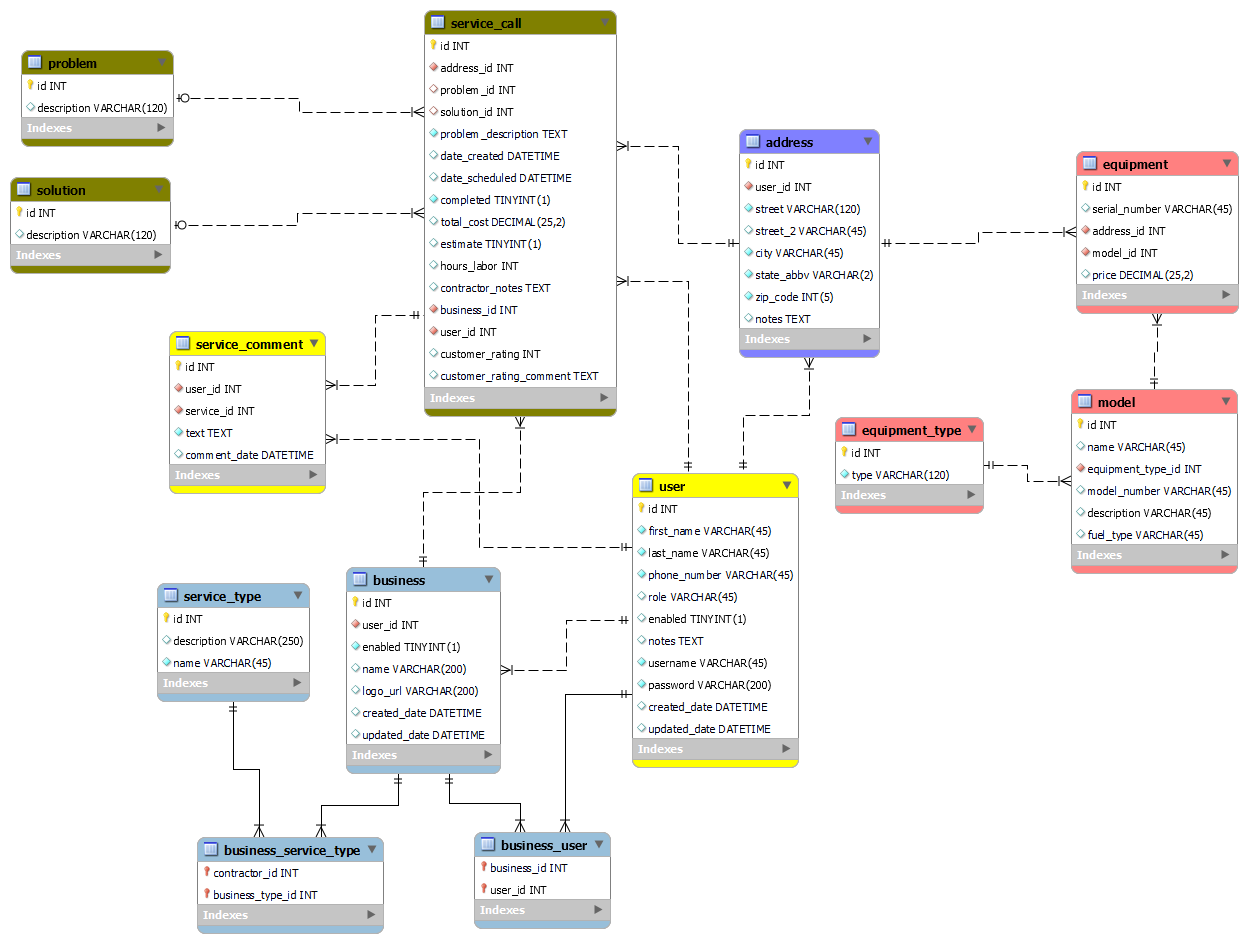 service_call
id INT
address_id INT
problem_id INT
solution_id INT
problem_description TEXT
date_created DATETIME
date_scheduled DATETIME
completed TINYINT(1)
total_cost DECIMAL(25,2)
estimate TINYINT(1)
hours_labor INT
contractor_notes TEXT
business_id INT
user_id INT
customer_rating INT
customer_rating_comment TEXT
Indexes
problem
id INT
description VARCHAR(120)
Indexes
solution
id INT
description VARCHAR(120)
Indexes
address
id INT
user_id INT
street VARCHAR(120)
street_2 VARCHAR(45)
city VARCHAR(45)
state_abbv VARCHAR(2)
zip_code INT(5)
notes TEXT
Indexes
equipment
id INT
serial_number VARCHAR(45)
address_id INT
model_id INT
price DECIMAL(25,2)
Indexes
service_comment
id INT
user_id INT
service_id INT
text TEXT
comment_date DATETIME
Indexes
equipment_type
id INT
type VARCHAR(120)
Indexes
model
id INT
name VARCHAR(45)
equipment_type_id INT
model_number VARCHAR(45)
description VARCHAR(45)
fuel_type VARCHAR(45)
Indexes
user
id INT
first_name VARCHAR(45)
last_name VARCHAR(45)
phone_number VARCHAR(45)
role VARCHAR(45)
enabled TINYINT(1)
notes TEXT
username VARCHAR(45)
password VARCHAR(200)
created_date DATETIME
updated_date DATETIME
Indexes
service_type
id INT
description VARCHAR(250)
name VARCHAR(45)
Indexes
business
id INT
user_id INT
enabled TINYINT(1)
name VARCHAR(200)
logo_url VARCHAR(200)
created_date DATETIME
updated_date DATETIME
Indexes
business_service_type
contractor_id INT
business_type_id INT
Indexes
business_user
business_id INT
user_id INT
Indexes